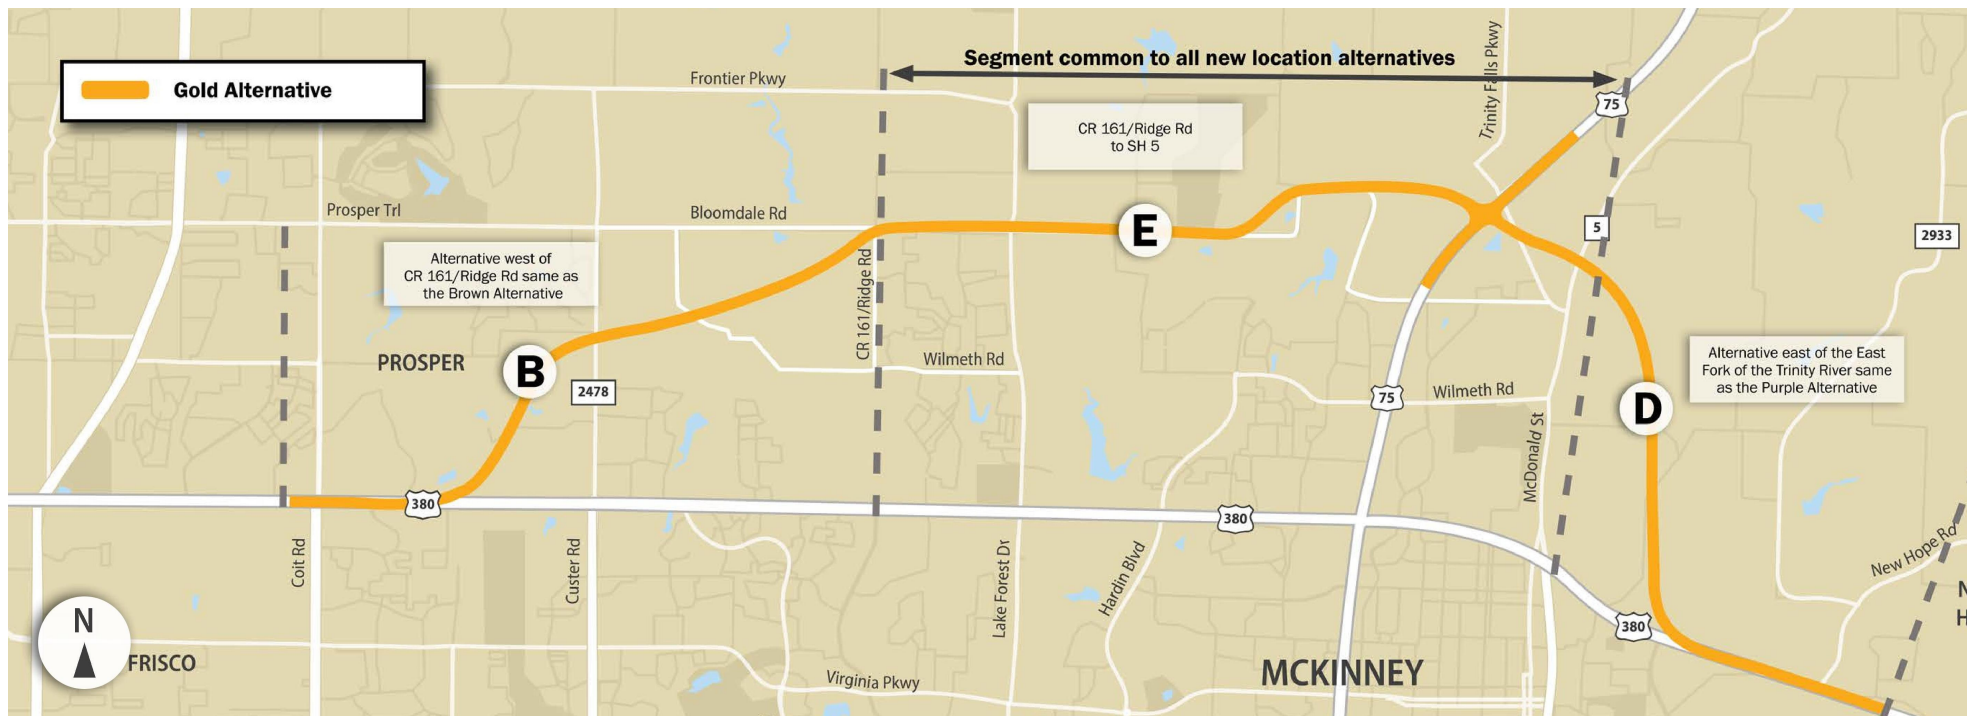 Gold Alternative
Segment common to all new location alternatives
Frontier Pkwy
Trinity Falls Pkwy
75
CR 161/Ridge Rd
to SH 5
Prosper Trl
Bloomdale Rd
E
5
2933
Alternative west of
CR 161/Ridge Rd same as
the Brown Alternative
CR 161/Ridge Rd
PROSPER
B
2478
Wilmeth Rd
75
Wilmeth Rd
Alternative east of the East
Fork of the Trinity River same
as the Purple Alternative
D
McDonald St
380
380
New Hope Rd
Coit Rd
Custer Rd
Lake Forest Dr
Hardin Blvd
N
H
380
N
FRISCO
MCKINNEY
Virginia Pkwy